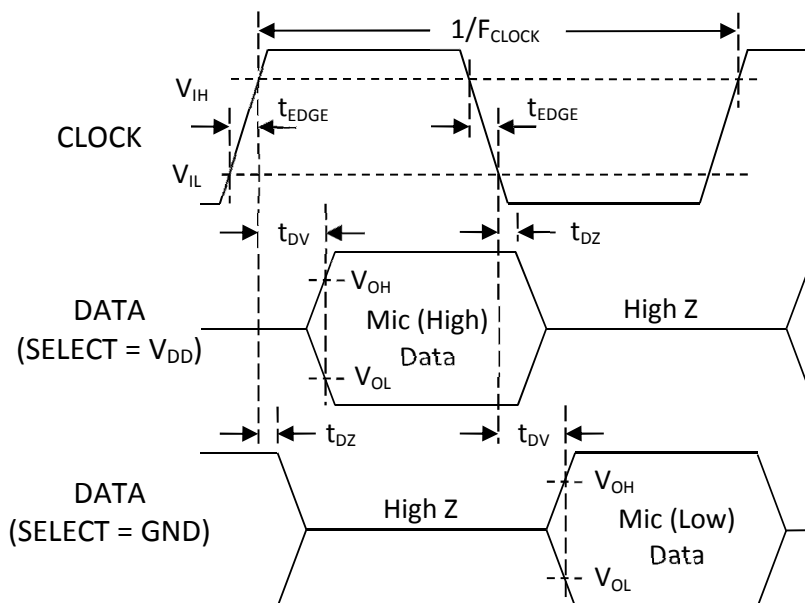 1/F_CLOCK
V_IH
t_EDGE
t_EDGE
CLOCK
V_IL
t_DV
t_DZ
V_OH
DATA
(SELECT = V_DD)
Mic (High)
Data
High Z
V_OL
t_DZ
t_DV
DATA
(SELECT = GND)
High Z
V_OH
Mic (Low)
Data
V_OL